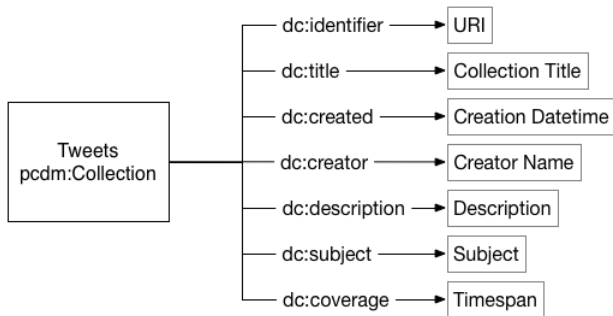 Tweets
pcdm:Collection
dc:identifier URI
dc:title Collection Title
dc:created Creation Datetime
dc:creator Creator Name
dc:description Description
dc:subject Subject
dc:coverage Timespan